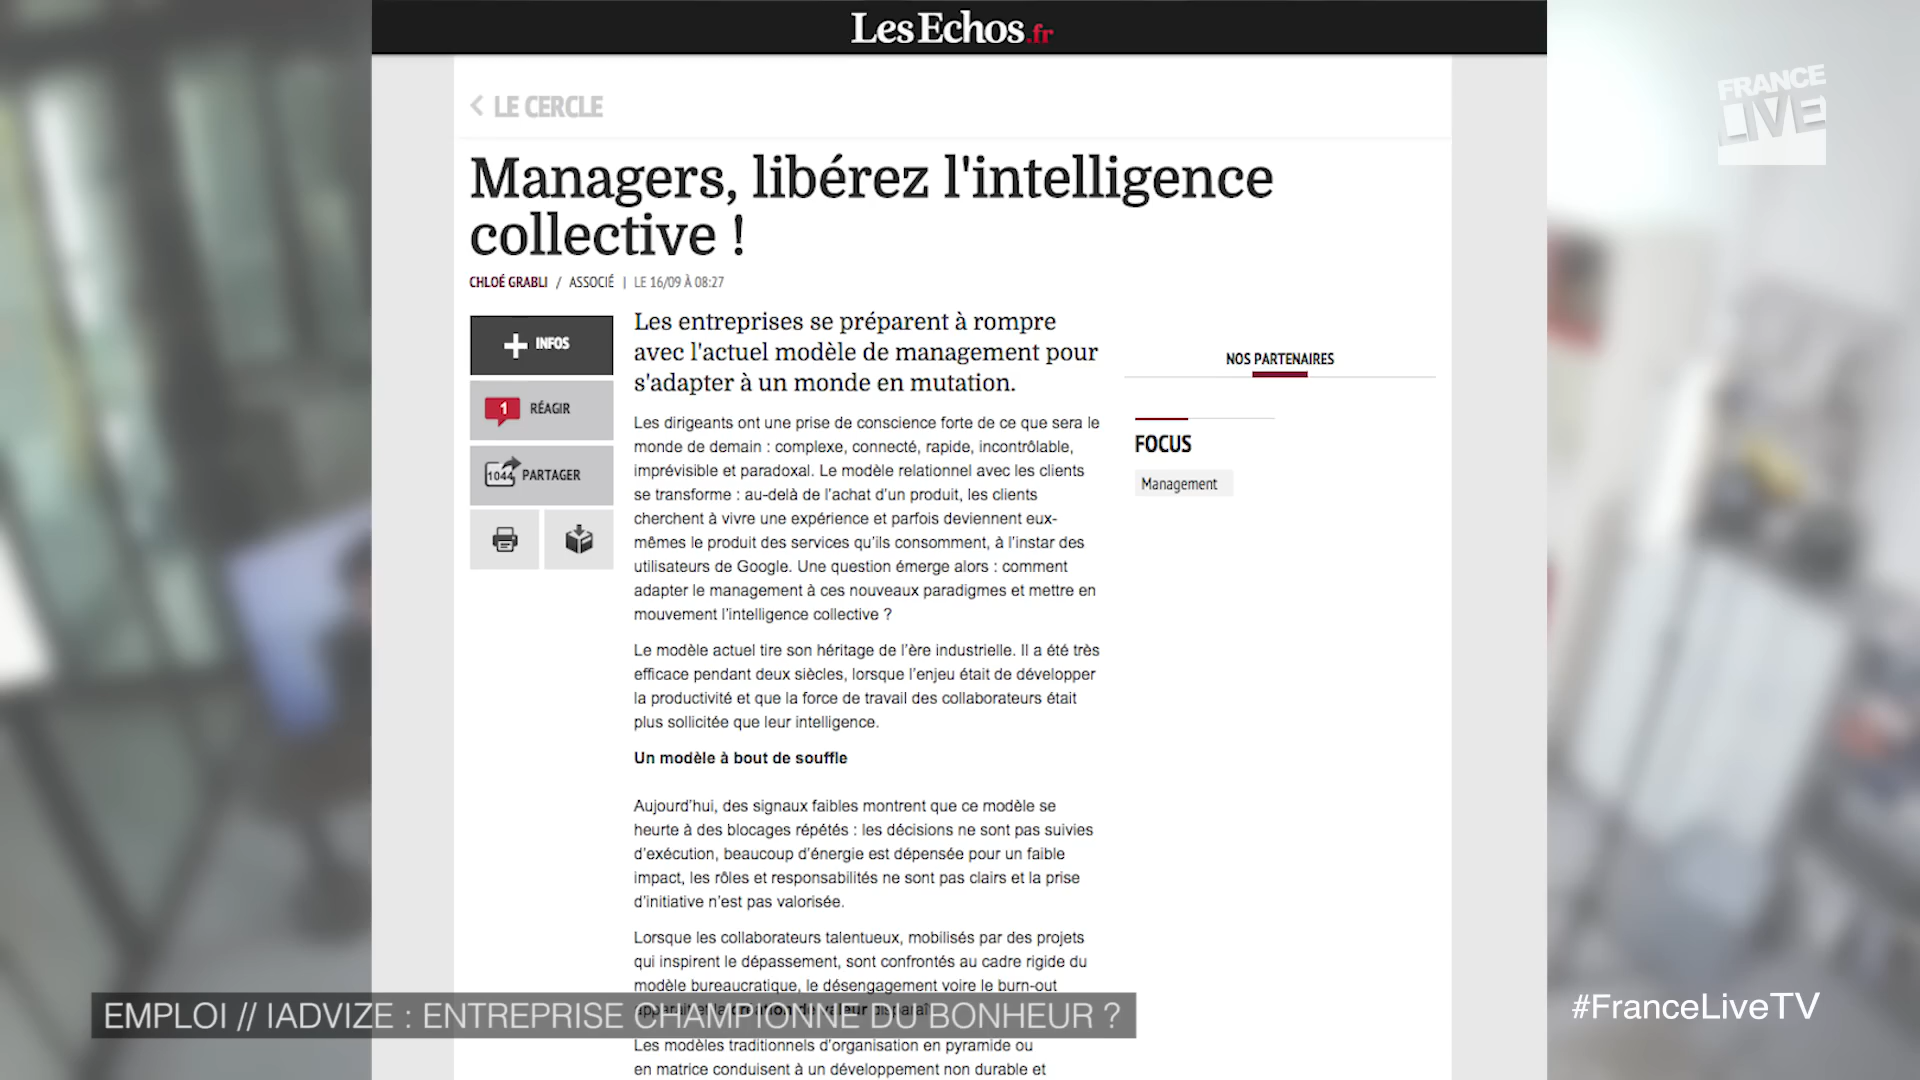 LesEchos.fr
FRANCE
LIVE
LE CERCLE
Managers, libérez l'intelligence
collective !
CHLOÉ GRABLI / ASSOCIÉ | LE 16/09 À 08:27
INFOS
1 RÉAGIR
1044 PARTAGER
Les entreprises se préparent à rompre
avec l'actuel modèle de management pour
s'adapter à un monde en mutation.
Les dirigeants ont une prise de conscience forte de ce que sera le
monde de demain : complexe, connecté, rapide, incontrôlable,
imprévisible et paradoxal. Le modèle relationnel avec les clients
se transforme : au-delà de l’achat d’un produit, les clients
cherchent à vivre une expérience et parfois deviennent eux-
mêmes le produit des services qu’ils consomment, à l’instar des
utilisateurs de Google. Une question émerge alors : comment
adapter le management à ces nouveaux paradigmes et mettre en
mouvement l’intelligence collective ?
Le modèle actuel tire son héritage de l’ère industrielle. Il a été très
efficace pendant deux siècles, lorsque l’enjeu était de développer
la productivité et que la force de travail des collaborateurs était
plus sollicitée que leur intelligence.
Un modèle à bout de souffle
Aujourd’hui, des signaux faibles montrent que ce modèle se
heurte à des blocages répétés : les décisions ne sont pas suivies
d’exécution, beaucoup d’énergie est dépensée pour un faible
impact, les rôles et responsabilités ne sont pas clairs et la prise
d’initiative n’est pas valorisée.
Lorsque les collaborateurs talentueux, mobilisés par des projets
qui inspirent le dépassement, sont confrontés au cadre rigide du
modèle bureaucratique, le désengagement voire le burn-out
Les modèles traditionnels d’organisation en pyramide ou
en matrice conduisent à un développement non durable et
NOS PARTENAIRES
FOCUS
Management
EMPLOI // IADVIZE : ENTREPRISE CHAMPIONNE DU BONHEUR ?
#FranceLiveTV